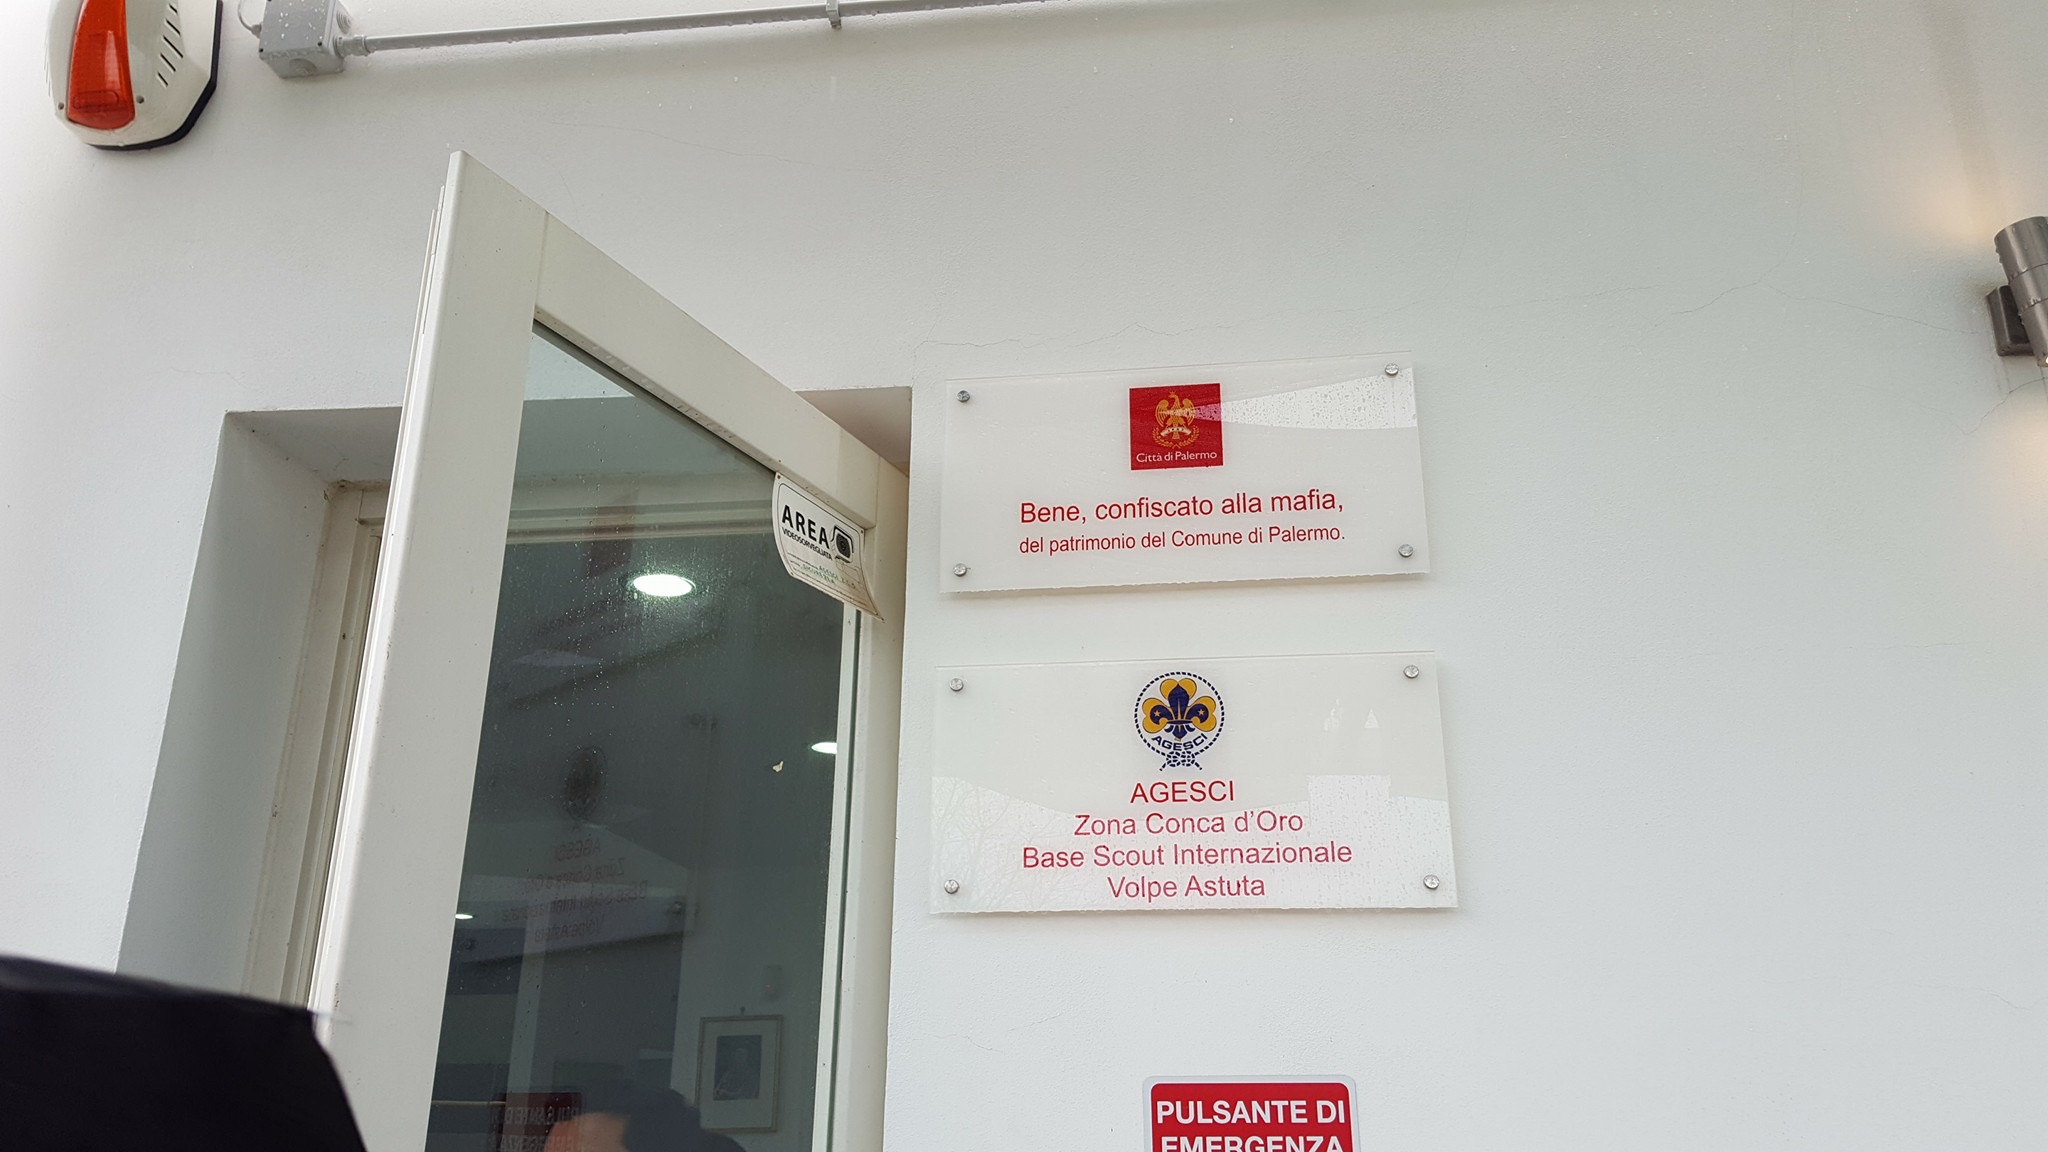 AREA
VIDEOSORVEGLIATA
Città di Palermo
Bene, confiscato alla mafia,
del patrimonio del Comune di Palermo.
AGESCI
AGESCI
Zona Conca d'Oro
Base Scout Internazionale
Volpe Astuta
PULSANTE DI
EMERGENZA